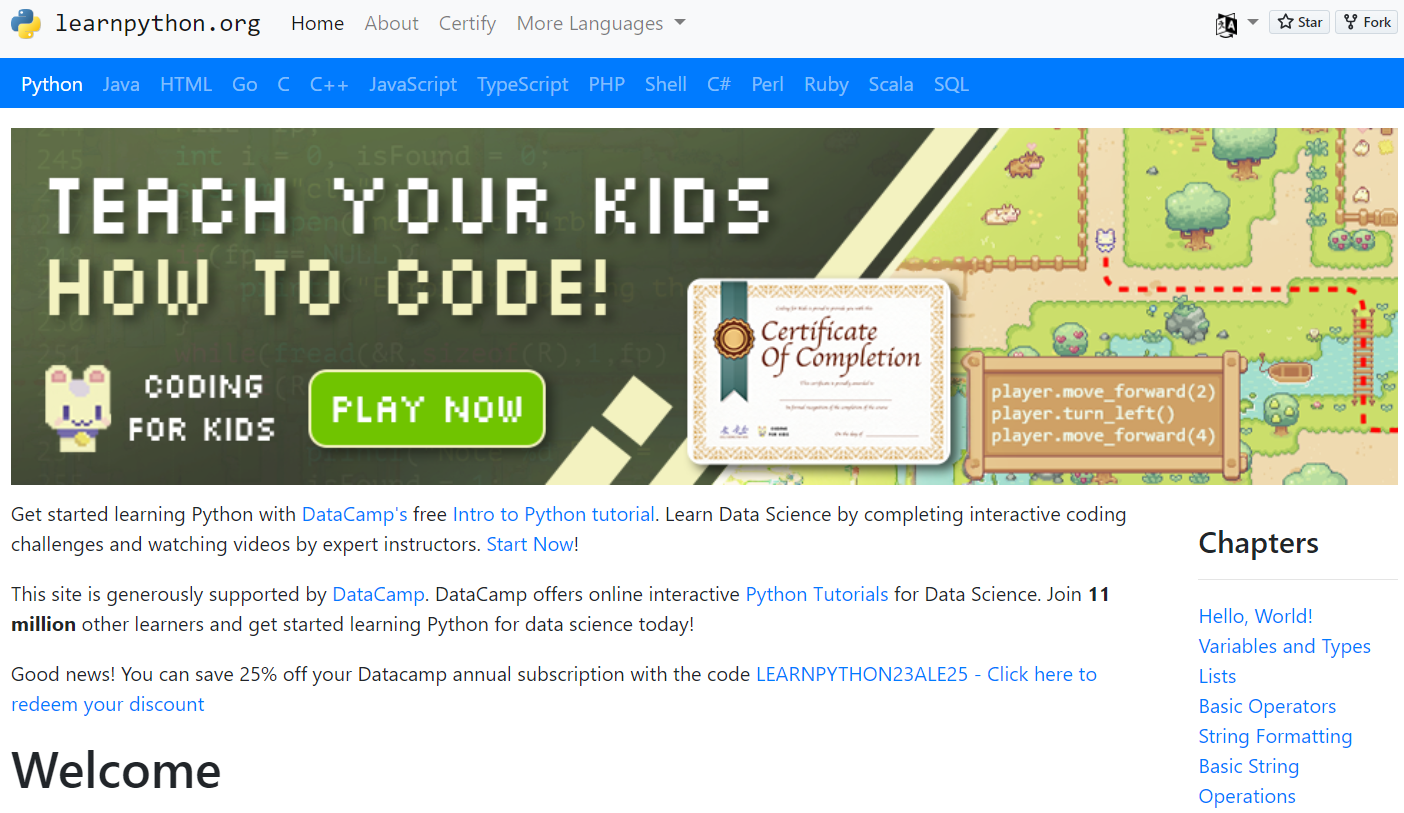 learnpython.org Home About Certify More Languages Star Fork
Python Java HTML Go C C++ JavaScript TypeScript PHP Shell C# Perl Ruby Scala SQL
TEACH YOUR KIDS
HOW TO CODE!
CODING
FOR KIDS
PLAY NOW
Certificate
Of Completion
CODING
FOR KIDS
player.move_forward(2)
player.turn_left()
player.move_forward(4)
Get started learning Python with DataCamp's free Intro to Python tutorial. Learn Data Science by completing interactive coding
challenges and watching videos by expert instructors. Start Now!
This site is generously supported by DataCamp. DataCamp offers online interactive Python Tutorials for Data Science. Join 11
million other learners and get started learning Python for data science today!
Good news! You can save 25% off your Datacamp annual subscription with the code LEARNPYTHON23ALE25 - Click here to
redeem your discount
Welcome
Chapters
Hello, World!
Variables and Types
Lists
Basic Operators
String Formatting
Basic String
Operations